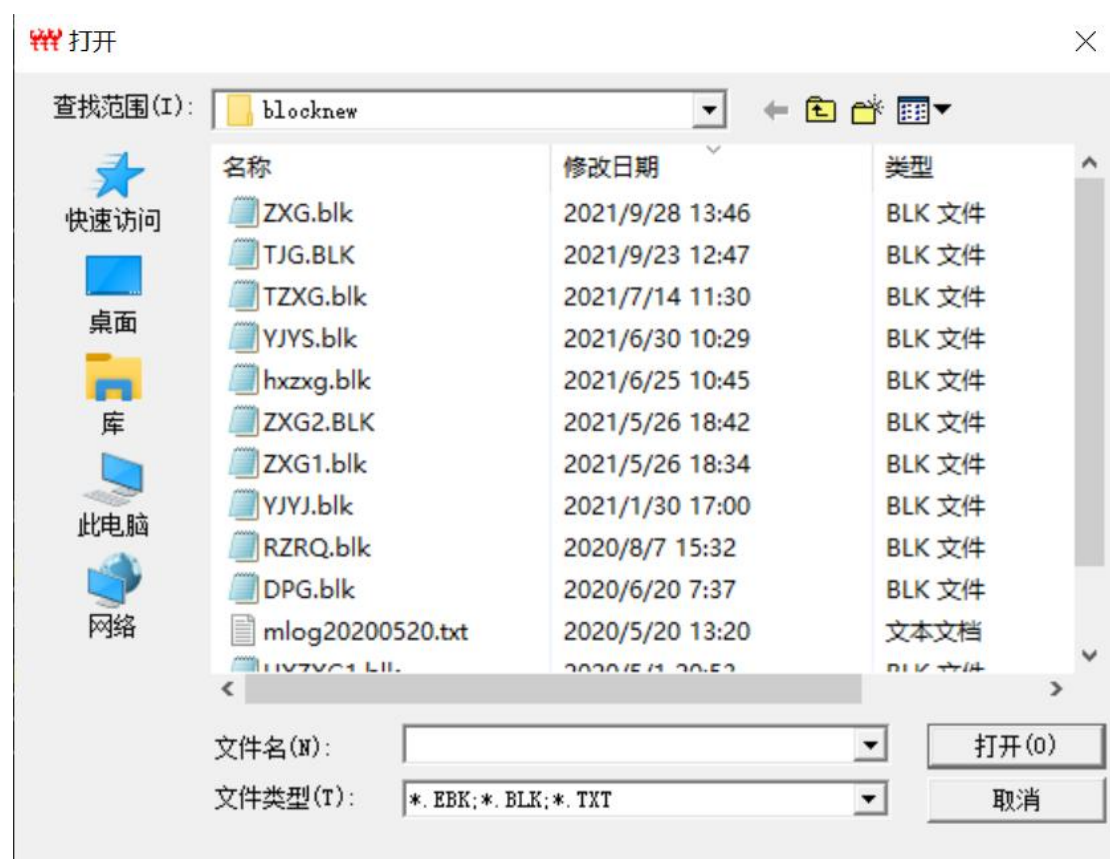 打开
查找范围(I): blocknew
名称 修改日期 类型
快速访问
桌面
库
此电脑
网络
ZXG.blk 2021/9/28 13:46 BLK 文件
TJG.BLK 2021/9/23 12:47 BLK 文件
TZXG.blk 2021/7/14 11:30 BLK 文件
YJYS.blk 2021/6/30 10:29 BLK 文件
hxzxg.blk 2021/6/25 10:45 BLK 文件
ZXG2.BLK 2021/5/26 18:42 BLK 文件
ZXG1.blk 2021/5/26 18:34 BLK 文件
YJYJ.blk 2021/1/30 17:00 BLK 文件
RZRQ.blk 2020/8/7 15:32 BLK 文件
DPG.blk 2020/6/20 7:37 BLK 文件
mlog20200520.txt 2020/5/20 13:20 文本文档
文件名(N): 打开(O)
文件类型(T): *.EBK;*.BLK;*.TXT 取消